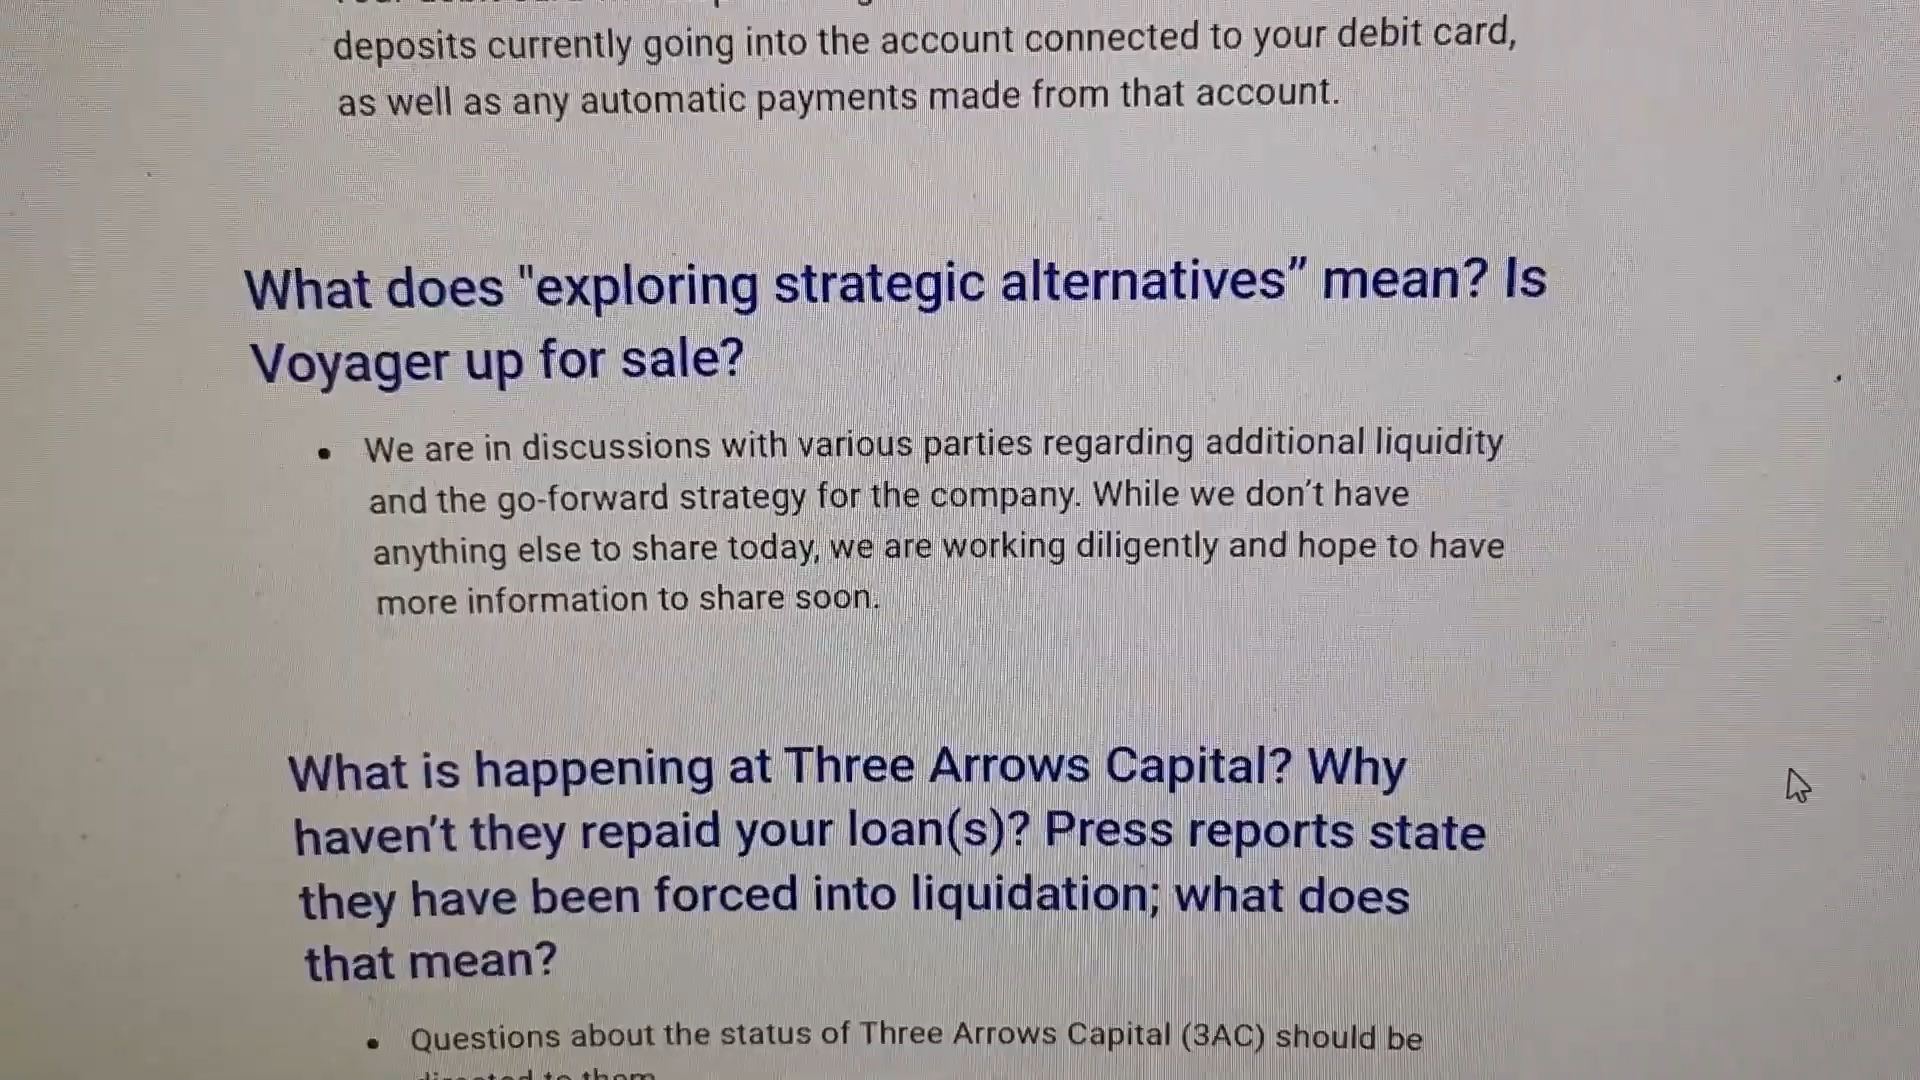 deposits currently going into the account connected to your debit card,
as well as any automatic payments made from that account.
What does "exploring strategic alternatives” mean? Is
Voyager up for sale?
• We are in discussions with various parties regarding additional liquidity
and the go-forward strategy for the company. While we don’t have
anything else to share today, we are working diligently and hope to have
more information to share soon.
What is happening at Three Arrows Capital? Why
haven’t they repaid your loan(s)? Press reports state
they have been forced into liquidation; what does
that mean?
• Questions about the status of Three Arrows Capital (3AC) should be
directed to them